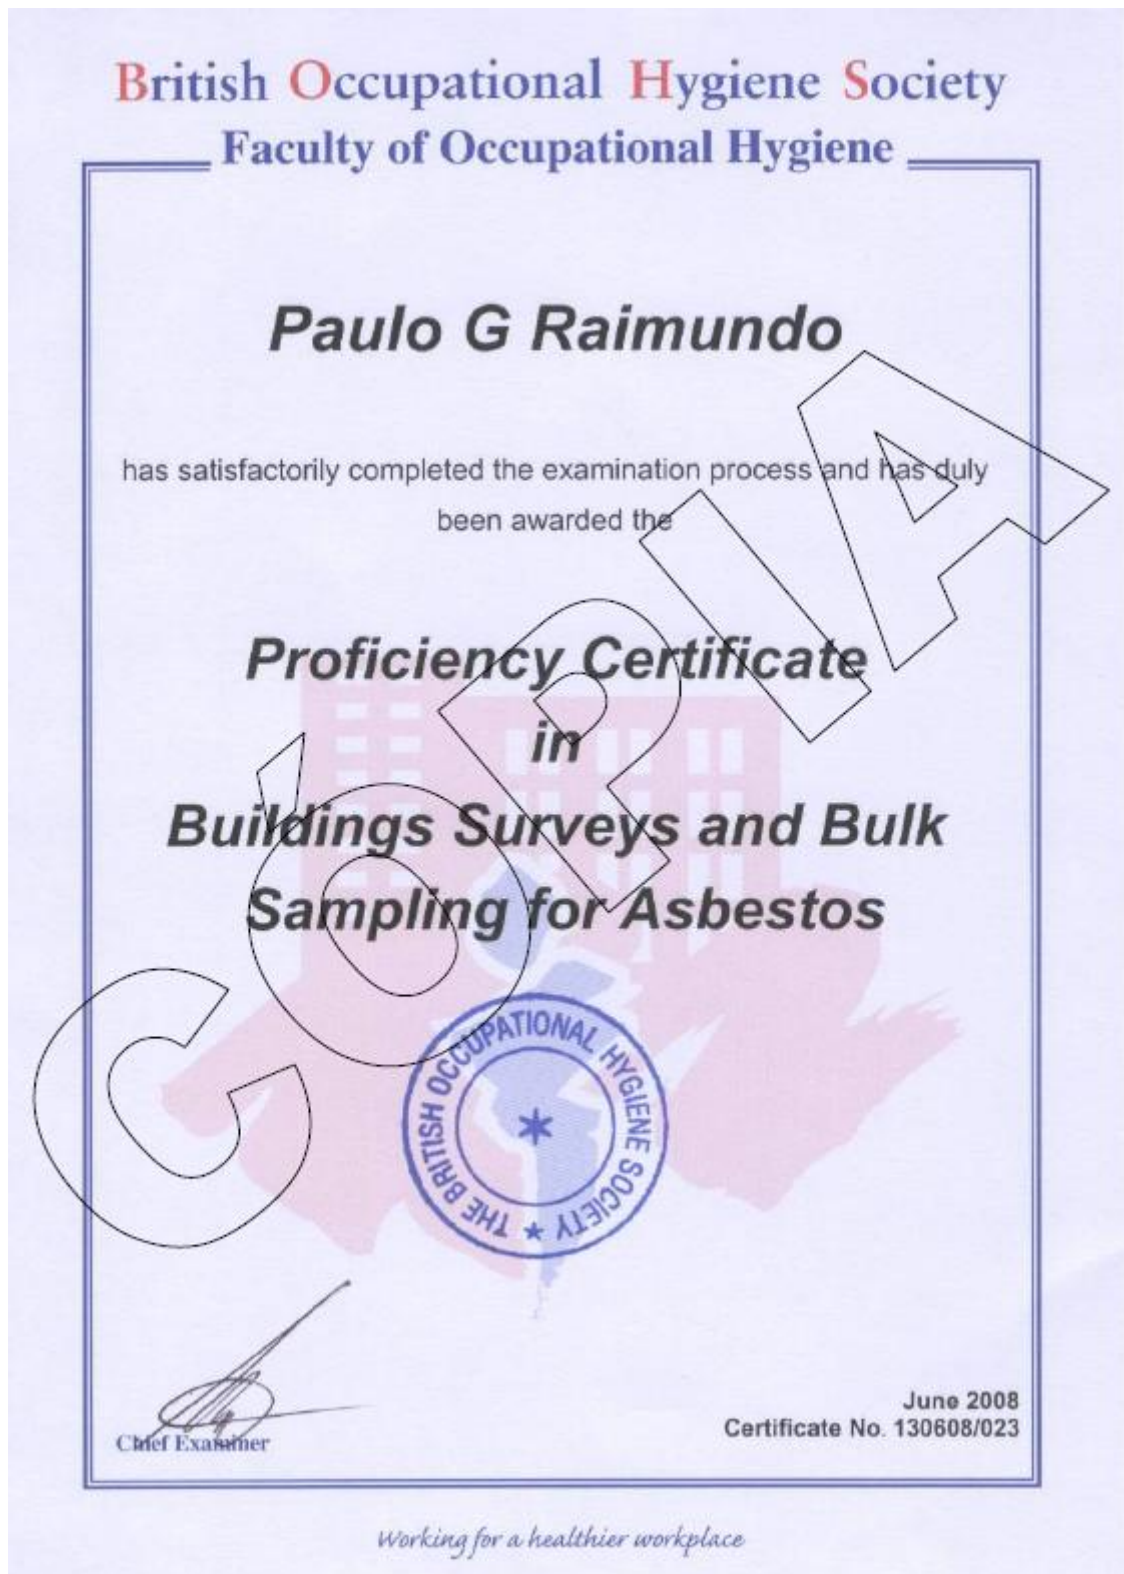 British Occupational Hygiene Society
Faculty of Occupational Hygiene
Paulo G Raimundo
has satisfactorily completed the examination process and has duly
been awarded the
Proficiency Certificate
in
Buildings Surveys and Bulk
Sampling for Asbestos
CÓPIA
THE BRITISH OCCUPATIONAL HYGIENE SOCIETY
Chief Examiner
June 2008
Certificate No. 130608/023
Working for a healthier workplace